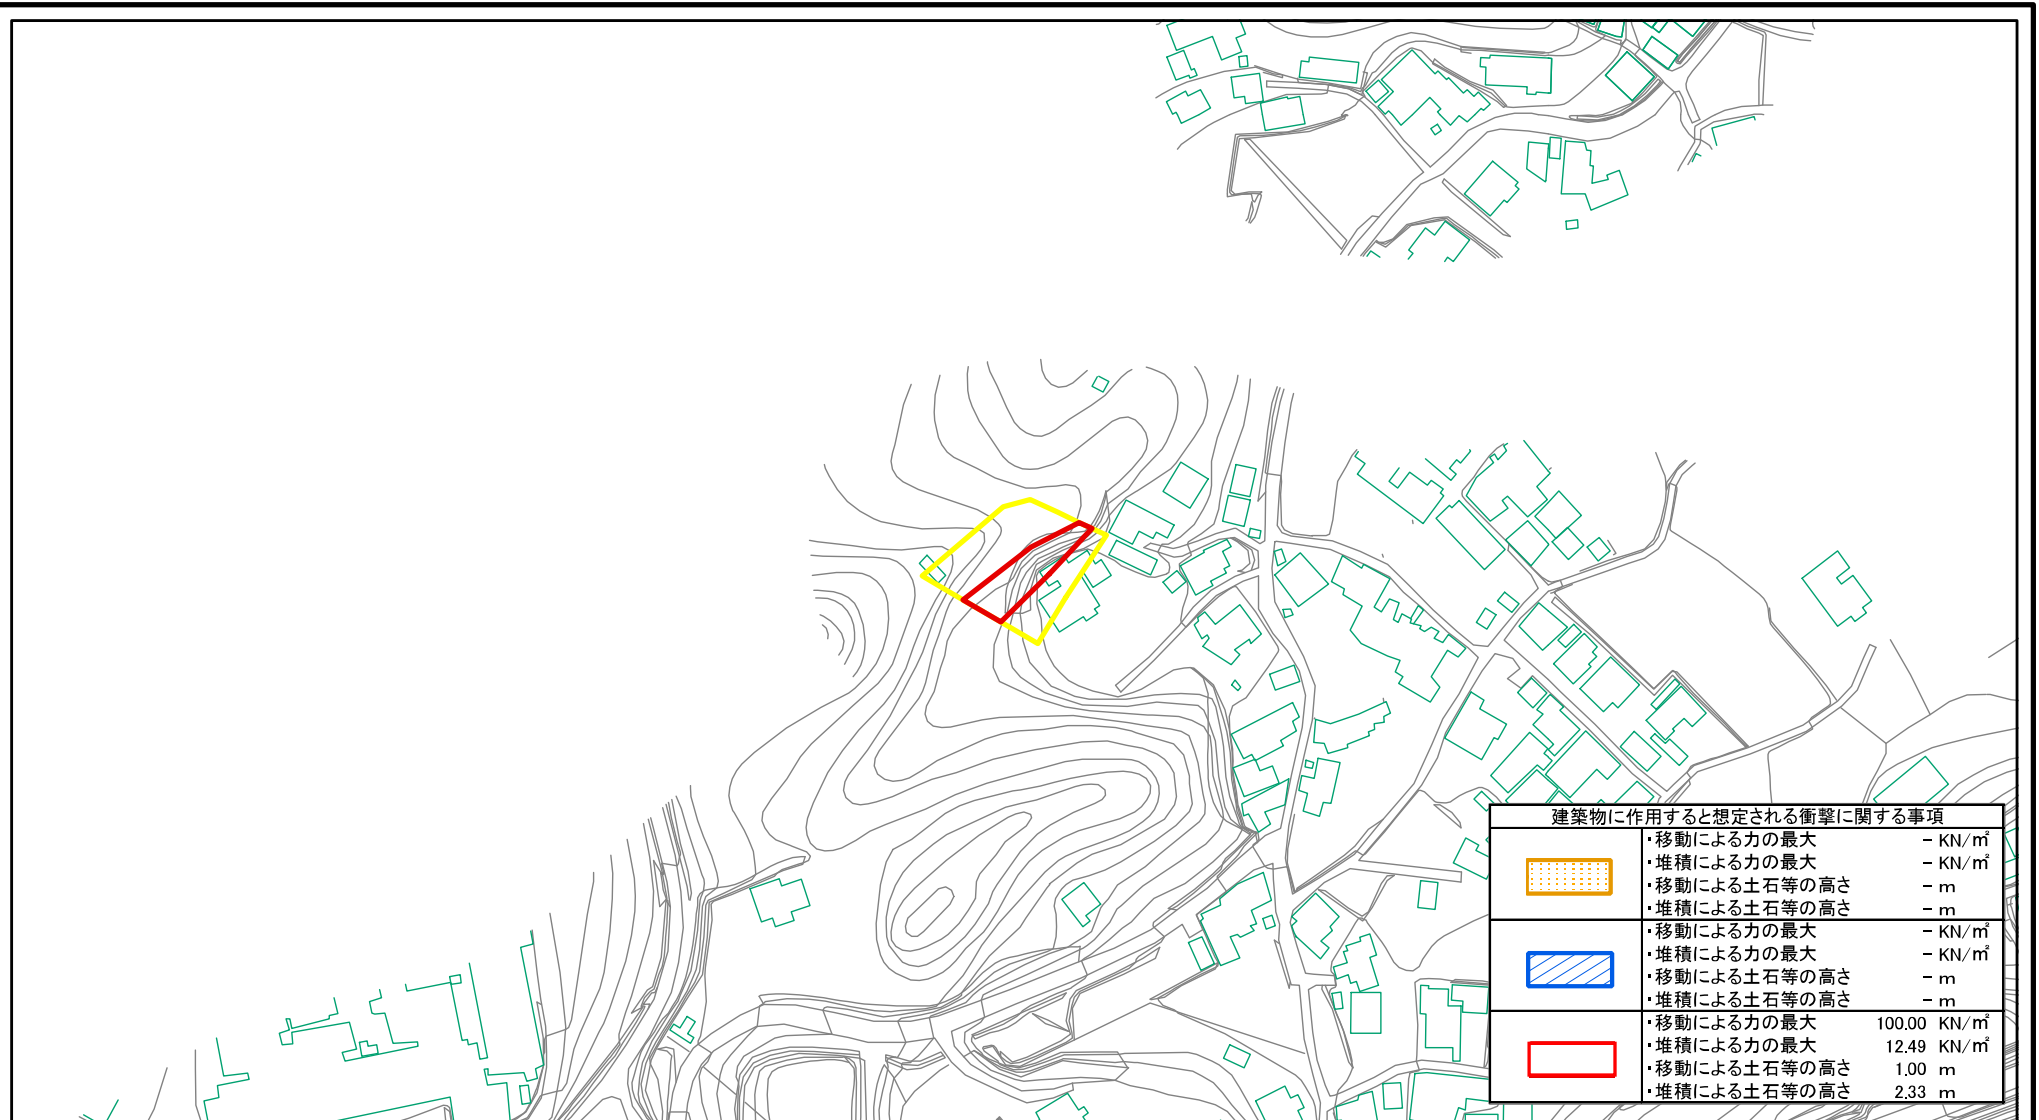 建築物に作用すると想定される衝撃に関する事項
・移動による力の最大 － KN/㎡
・堆積による力の最大 － KN/㎡
・移動による土石等の高さ － m
・堆積による土石等の高さ － m
・移動による力の最大 － KN/㎡
・堆積による力の最大 － KN/㎡
・移動による土石等の高さ － m
・堆積による土石等の高さ － m
・移動による力の最大 100.00 KN/㎡
・堆積による力の最大 12.49 KN/㎡
・移動による土石等の高さ 1.00 m
・堆積による土石等の高さ 2.33 m